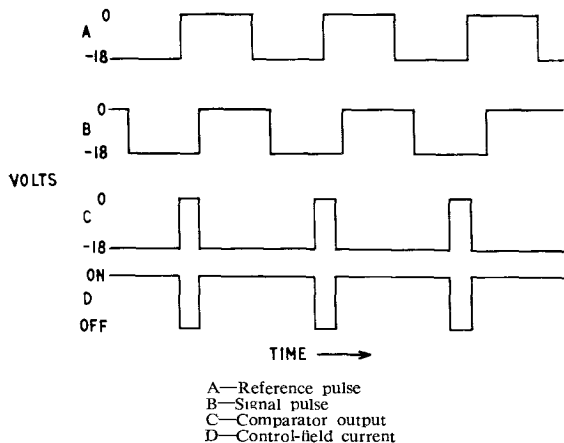 0
A
-18
0
B
-18
VOLTS
0
C
-18
ON
D
OFF
TIME
A—Reference pulse
B—Signal pulse
C—Comparator output
D—Control-field current